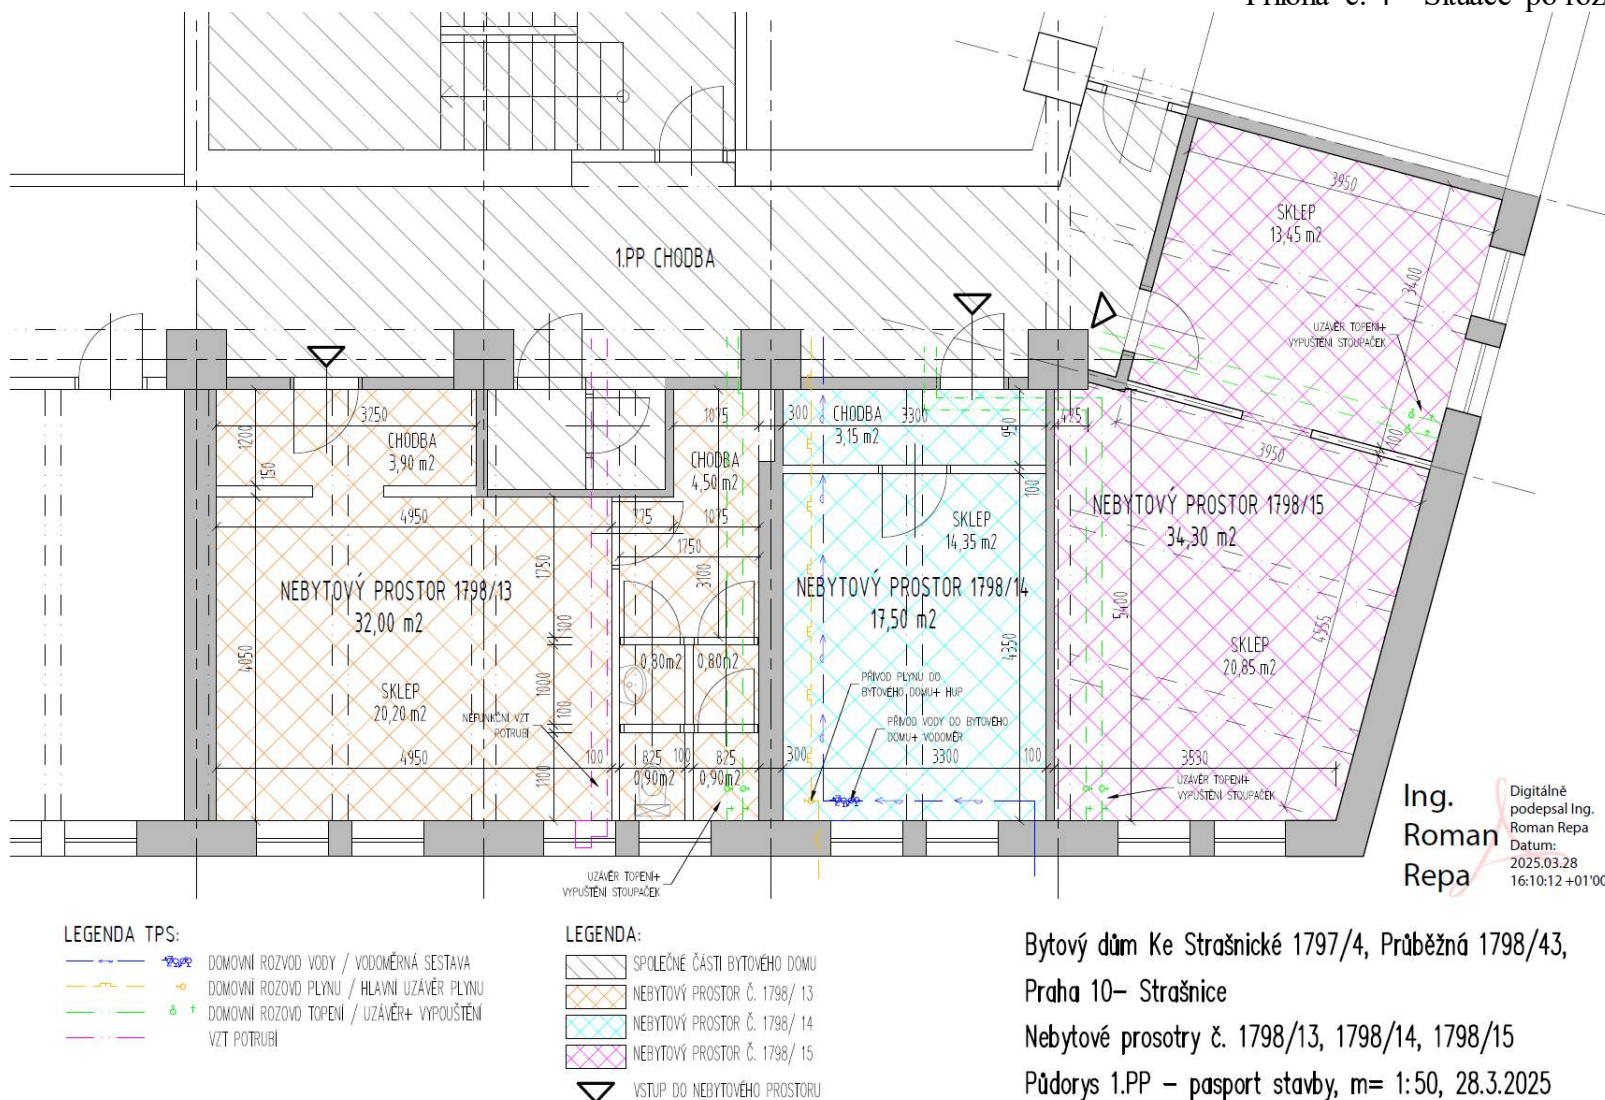 1.PP CHODBA
3950
SKLEP
13,45 m2
3400
UZÁVĚR TOPENÍ+
VYPUŠTĚNÍ STOUPAČEK
3250
CHODBA
3,90 m2
1200
150
1075
CHODBA
4,50 m2
300
CHODBA
3,15 m2
3300
950
425
100
3950
100
4950
775
1075
1750
3100
1750
SKLEP
14,35 m2
NEBYTOVÝ PROSTOR 1798/15
34,30 m2
NEBYTOVÝ PROSTOR 1798/13
32,00 m2
NEBYTOVÝ PROSTOR 1798/14
17,50 m2
5400
4555
4050
100
0,80m2
0,80m2
4350
SKLEP
20,85 m2
SKLEP
20,20 m2
1000
100
NEFUNKČNÍ VZT
POTRUBÍ
PŘÍVOD PLYNU DO
BYTOVÉHO DOMU+ HUP
PŘÍVOD VODY DO BYTOVÉHO
DOMU+ VODOMĚR
4950
100
825
100
825
300
3300
100
3530
1100
0,90m2
0,90m2
UZÁVĚR TOPENÍ+
VYPUŠTĚNÍ STOUPAČEK
UZÁVĚR TOPENÍ+
VYPUŠTĚNÍ STOUPAČEK
Ing.
Roman
Repa
Digitálně
podepsal Ing.
Roman Repa
Datum:
2025.03.28
16:10:12 +01'00
LEGENDA TPS:
DOMOVNÍ ROZVOD VODY / VODOMĚRNÁ SESTAVA
DOMOVNÍ ROZOVD PLYNU / HLAVNÍ UZÁVĚR PLYNU
DOMOVNÍ ROZOVD TOPENÍ / UZÁVĚR+ VYPOUŠTĚNÍ
VZT POTRUBÍ
LEGENDA:
SPOLEČNÉ ČÁSTI BYTOVÉHO DOMU
NEBYTOVÝ PROSTOR Č. 1798/ 13
NEBYTOVÝ PROSTOR Č. 1798/ 14
NEBYTOVÝ PROSTOR Č. 1798/ 15
VSTUP DO NEBYTOVÉHO PROSTORU
Bytový dům Ke Strašnické 1797/4, Průběžná 1798/43,
Praha 10– Strašnice
Nebytové prosotry č. 1798/13, 1798/14, 1798/15
Půdorys 1.PP – pasport stavby, m= 1:50, 28.3.2025